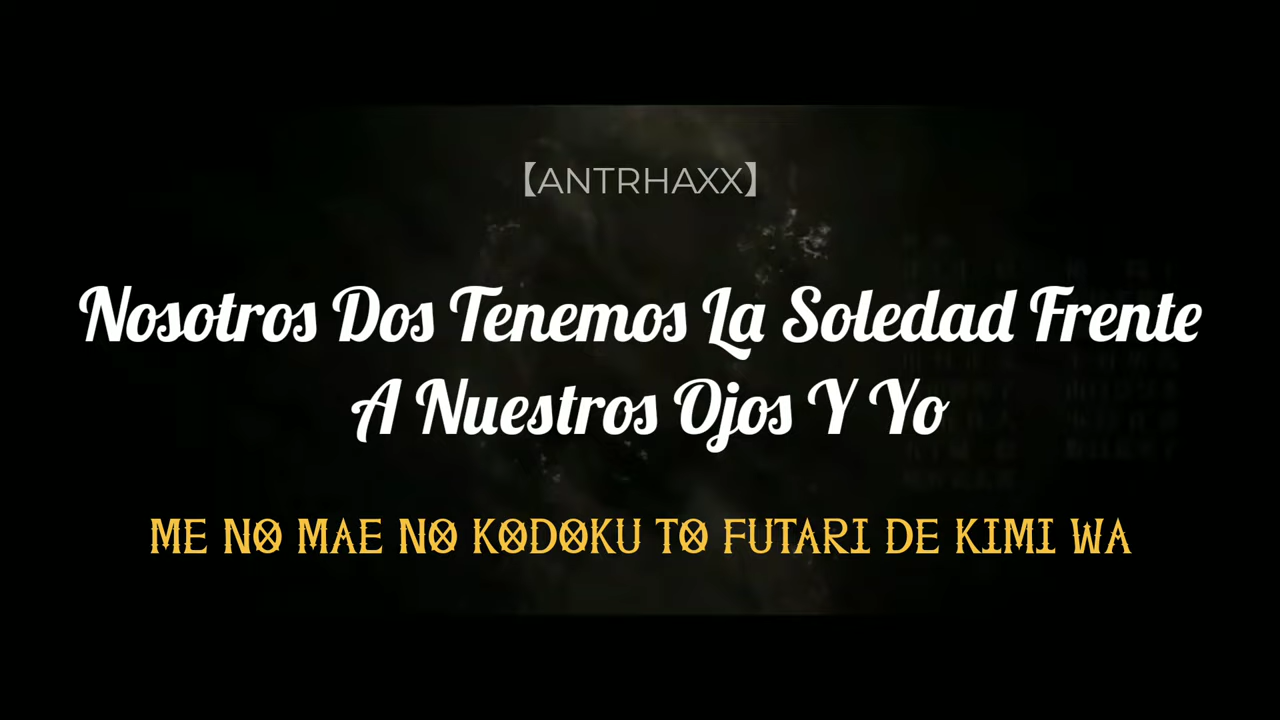 【ANTRHAXX】
Nosotros Dos Tenemos La Soledad Frente
A Nuestros Ojos Y Yo
ME NO MAE NO KODOKU TO FUTARI DE KIMI WA